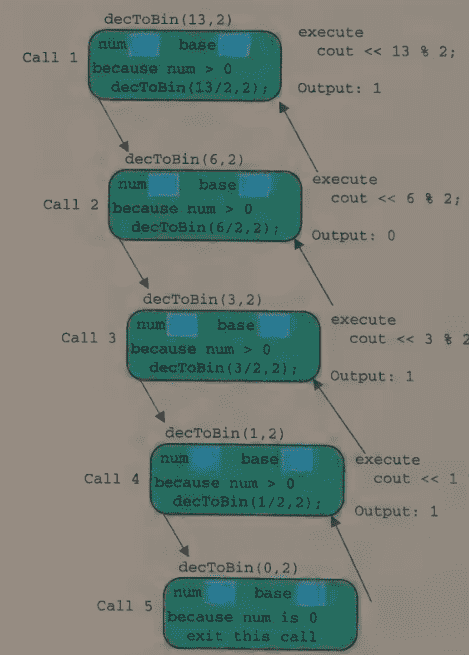 decToBin(13,2)
Call 1
num base
because num > 0
decToBin(13/2,2);
execute
cout << 13 % 2;
Output: 1
decToBin(6,2)
Call 2
num base
because num > 0
decToBin(6/2,2);
execute
cout << 6 % 2;
Output: 0
decToBin(3,2)
Call 3
num base
because num > 0
decToBin(3/2,2);
execute
cout << 3 % 2
Output: 1
decToBin(1,2)
Call 4
num base
because num > 0
decToBin(1/2,2);
execute
cout << 1
Output: 1
decToBin(0,2)
Call 5
num base
because num is 0
exit this call